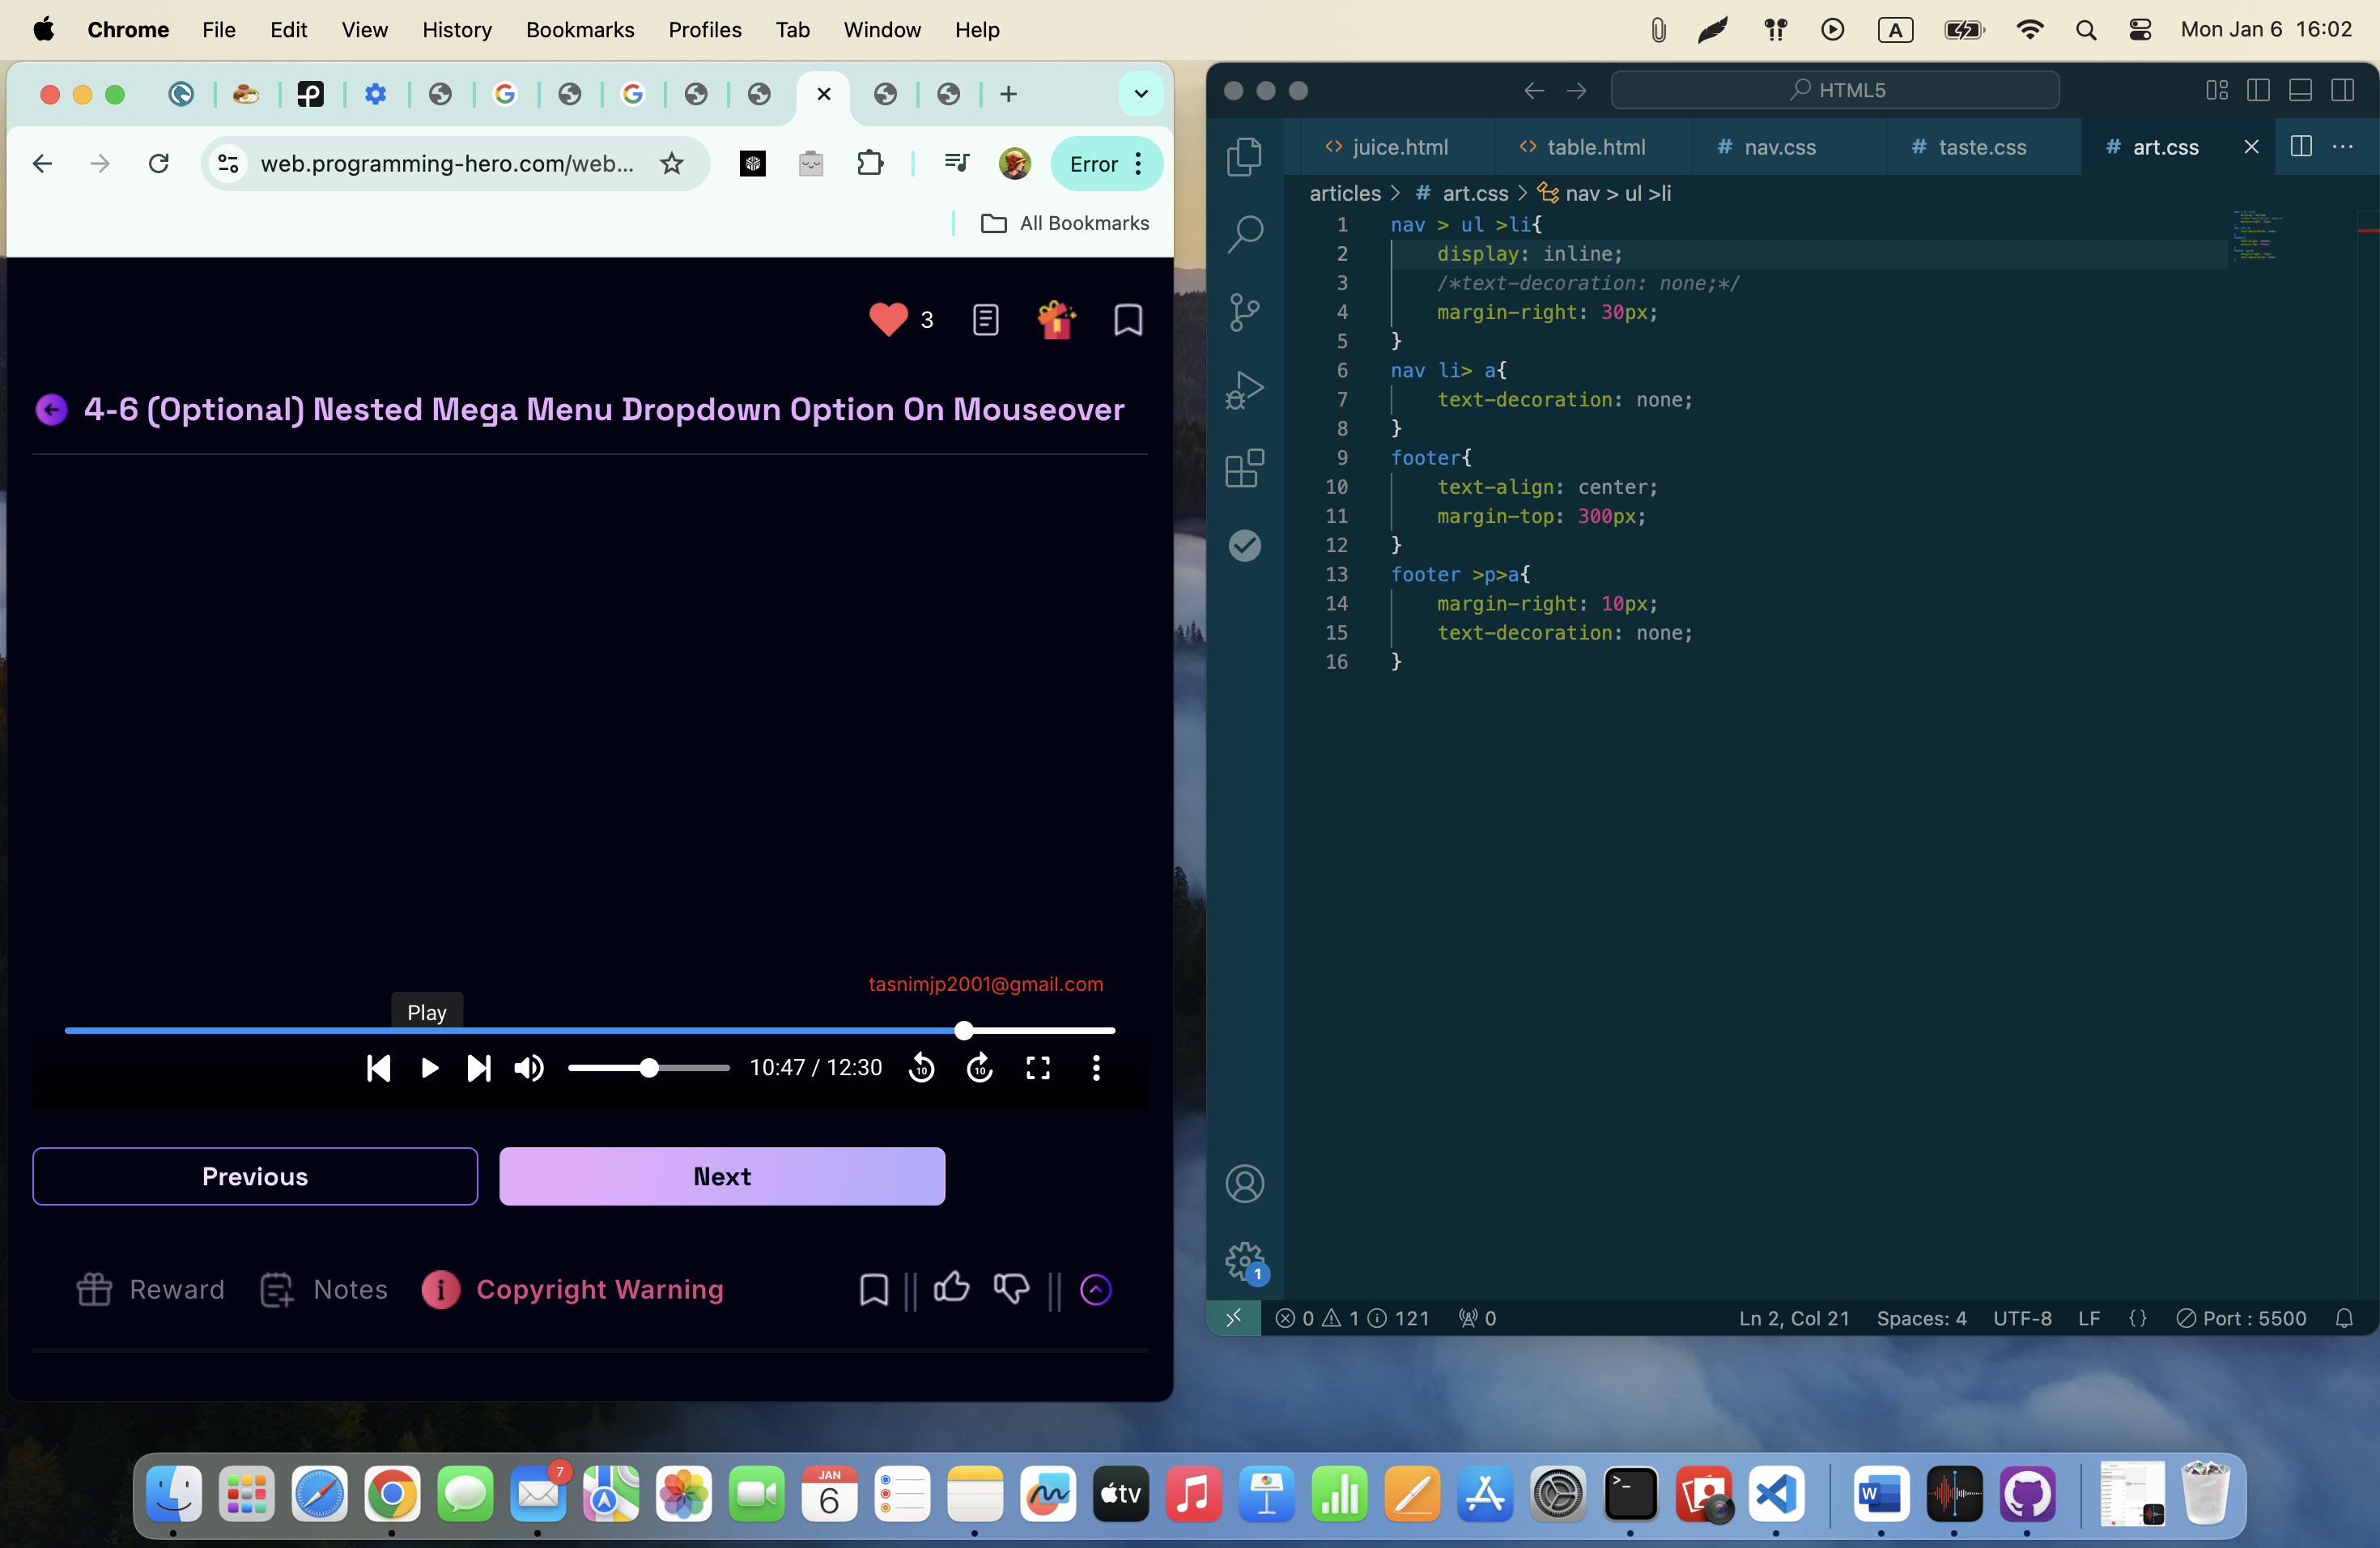 Chrome File Edit View History Bookmarks Profiles Tab Window Help
A
Mon Jan 6 16:02
web.programming-hero.com/web...
Error
All Bookmarks
3
4-6 (Optional) Nested Mega Menu Dropdown Option On Mouseover
tasnimjp2001@gmail.com
Play
10:47 / 12:30
10
10
Previous
Next
Reward
Notes
Copyright Warning
HTML5
<> juice.html
<> table.html
# nav.css
# taste.css
# art.css
articles > # art.css > nav > ul >li
1 nav > ul >li{
2 display: inline;
3 /*text-decoration: none;*/
4 margin-right: 30px;
5 }
6 nav li> a{
7 text-decoration: none;
8 }
9 footer{
10 text-align: center;
11 margin-top: 300px;
12 }
13 footer >p>a{
14 margin-right: 10px;
15 text-decoration: none;
16 }
1
0 1 121 0
Ln 2, Col 21 Spaces: 4 UTF-8 LF {} Port : 5500
7
JAN
6
tv
>_
W